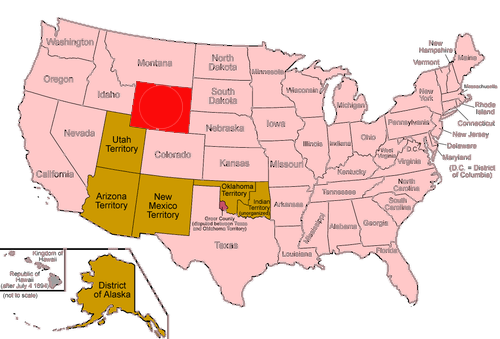 Washington
Oregon
California
Nevada
Idaho
Montana
Utah
Territory
Arizona
Territory
Colorado
New
Mexico
Territory
North
Dakota
South
Dakota
Nebraska
Kansas
Oklahoma
Territory
Indian
Territory
(unorganized)
Greer County
(disputed between Texas
and Oklahoma Territory)
Texas
Minnesota
Iowa
Missouri
Arkansas
Louisiana
Wisconsin
Illinois
Michigan
Indiana
Ohio
Kentucky
Tennessee
Mississippi
Alabama
Georgia
Florida
South
Carolina
North
Carolina
Virginia
West
Virginia
D.C.
Pennsylvania
New
York
New
Hampshire
Vermont
Maine
Massachusetts
Rhode
Island
Connecticut
New Jersey
Delaware
Maryland
(D.C. = District
of Columbia)
Kingdom of
Hawaii
Republic of
Hawaii
(after July 4 1894)
(not to scale)
District
of Alaska